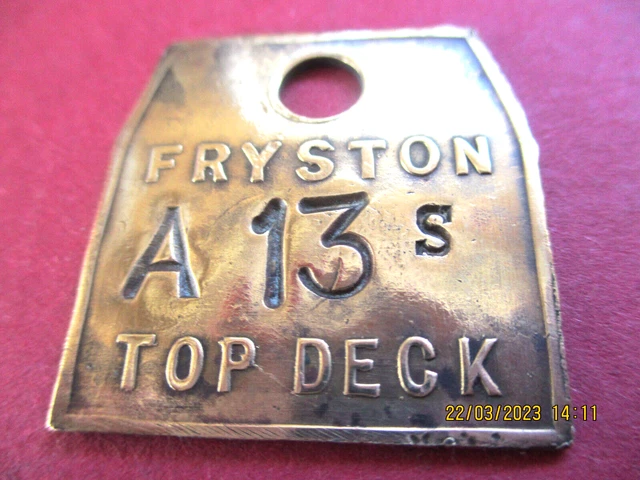 FRYSTON
A 13 S
TOP DECK
22/03/2023 14:11